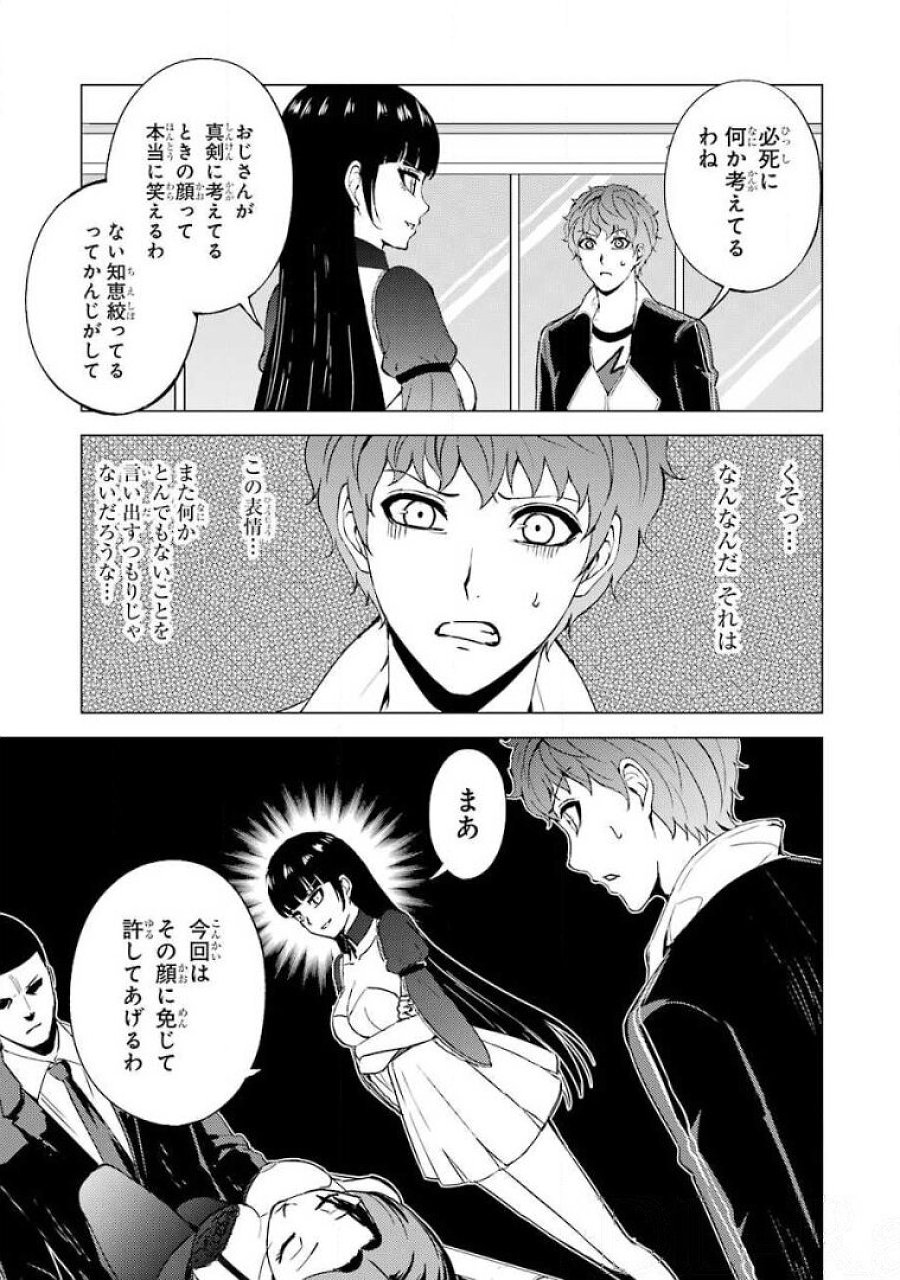 必死に
何か考えてる
わね
おじさんが
真剣に考えてる
ときの顔って
本当に笑えるわ
ない知恵絞ってる
ってかんじがして
くそっ…
なんなんだ それは
この表情…
また何か
とんでもないことを
言い出すつもりじゃ
ないだろうな…
まあ
今回は
その顔に免じて
許してあげるわ